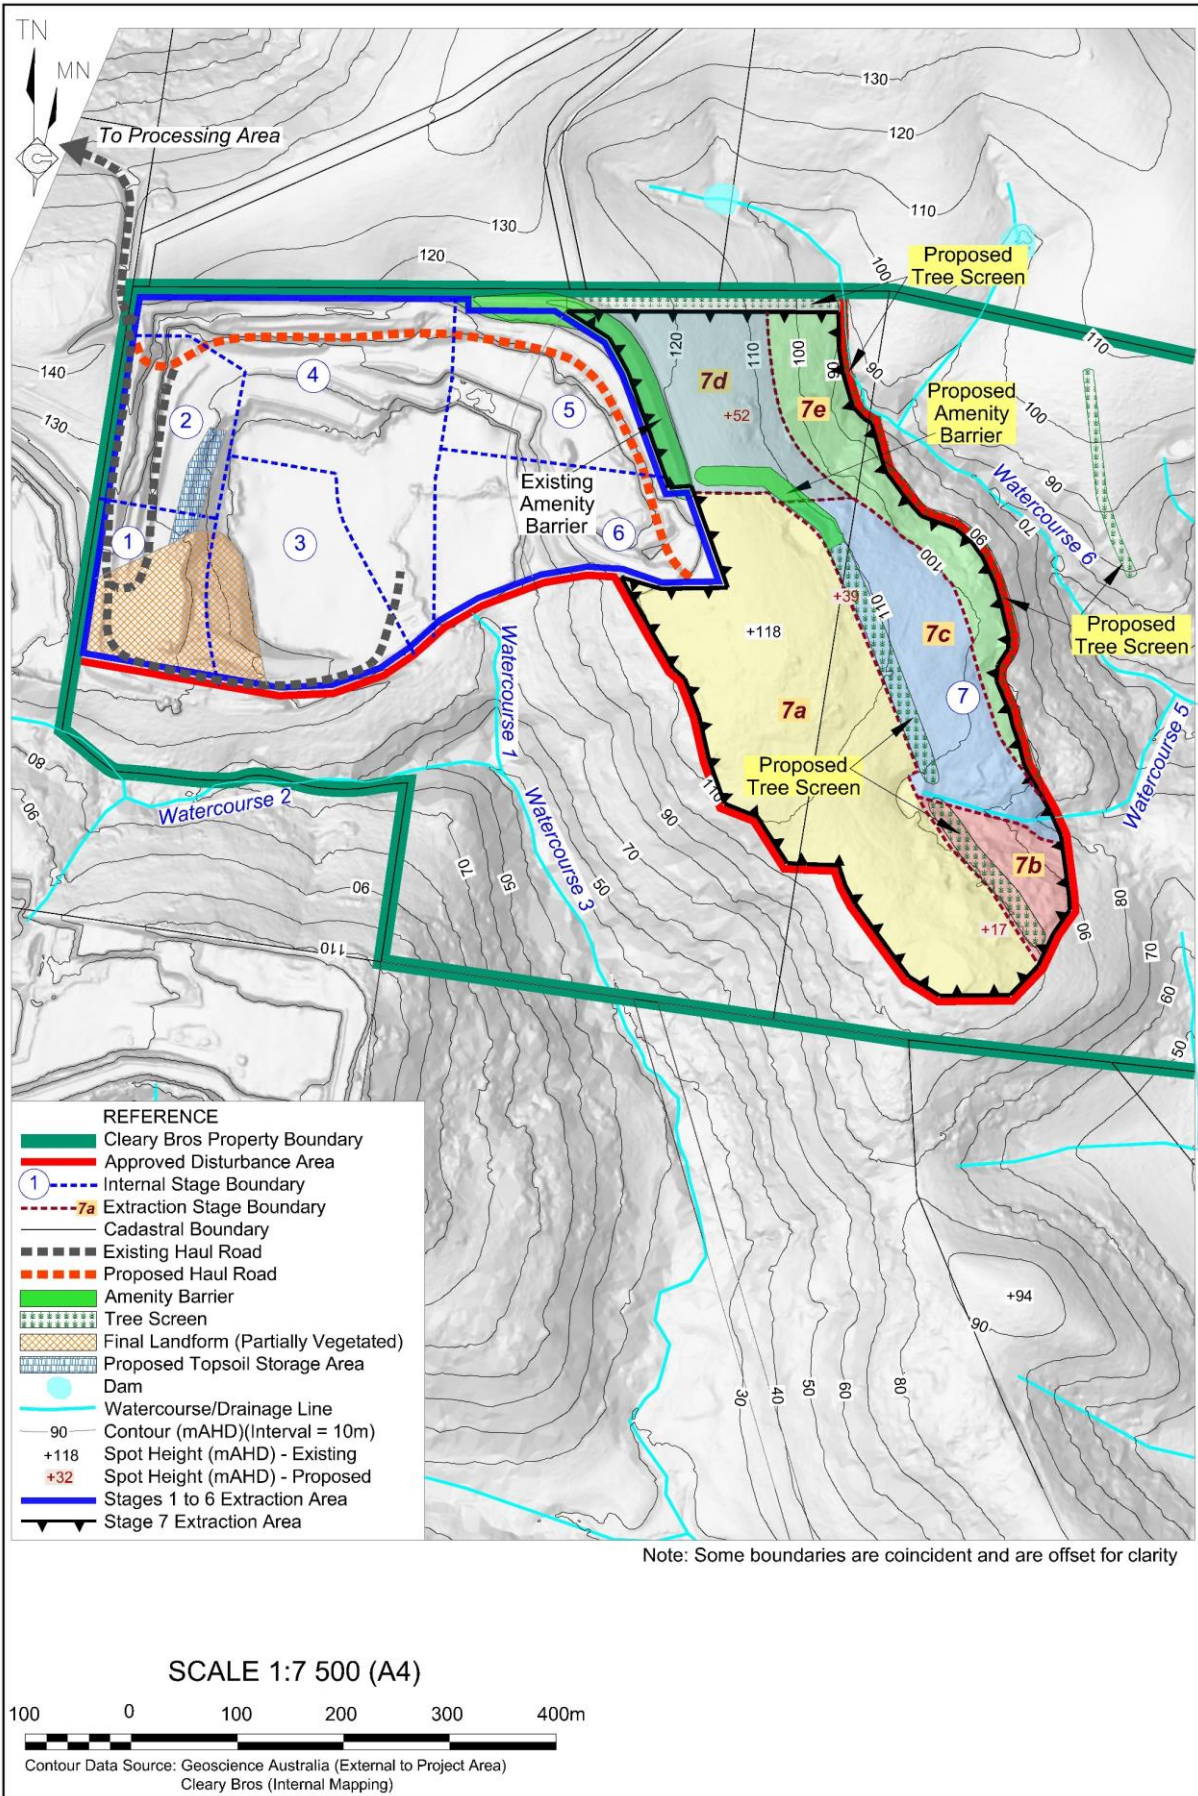 TN
MN
To Processing Area
130
120
110
130
120
100
Proposed
Tree Screen
110
140
130
90
100
90
70
120
110
100
90
7d
+52
7e
Proposed
Amenity
Barrier
Watercourse 6
4
2
5
Existing
Amenity
Barrier
6
1
3
90
100
+39
110
+118
7c
7
7a
Proposed
Tree Screen
Proposed
Tree Screen
Watercourse 1
Watercourse 5
80
90
Watercourse 2
Watercourse 3
110
90
70
50
70
50
90
110
7b
+17
90
80
70
60
50
REFERENCE
Cleary Bros Property Boundary
Approved Disturbance Area
1 Internal Stage Boundary
7a Extraction Stage Boundary
Cadastral Boundary
Existing Haul Road
Proposed Haul Road
Amenity Barrier
Tree Screen
Final Landform (Partially Vegetated)
Proposed Topsoil Storage Area
Dam
Watercourse/Drainage Line
90 Contour (mAHD)(Interval = 10m)
+118 Spot Height (mAHD) - Existing
+32 Spot Height (mAHD) - Proposed
Stages 1 to 6 Extraction Area
Stage 7 Extraction Area
+94
90
30
40
50
60
80
Note: Some boundaries are coincident and are offset for clarity
SCALE 1:7 500 (A4)
100 0 100 200 300 400m
Contour Data Source: Geoscience Australia (External to Project Area)
Cleary Bros (Internal Mapping)